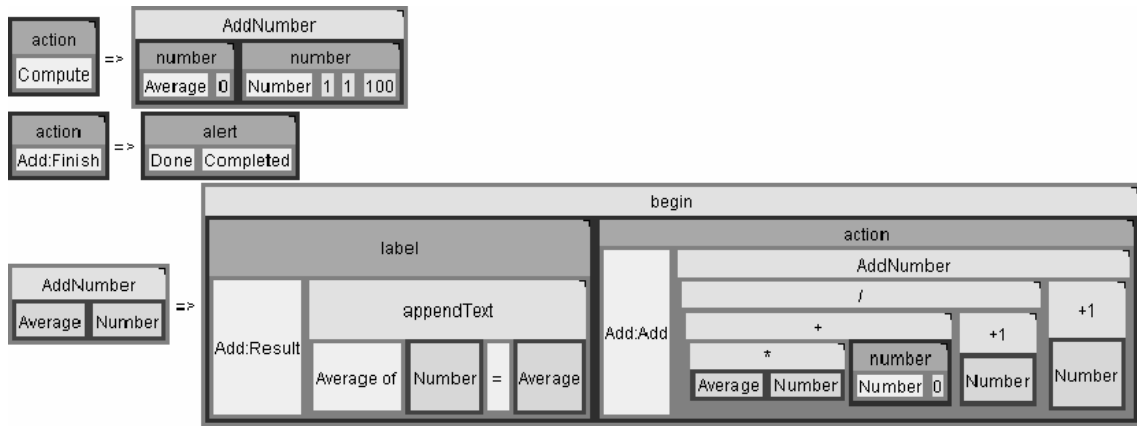 action
Compute
=>
AddNumber
number
Average 0
number
Number 1 1 100
action
Add:Finish
=>
alert
Done Completed
AddNumber
Average Number
=>
begin
label
Add:Result
appendText
Average of Number = Average
action
Add:Add
AddNumber
/
+
*
Average Number
number
Number 0
+1
Number
+1
Number